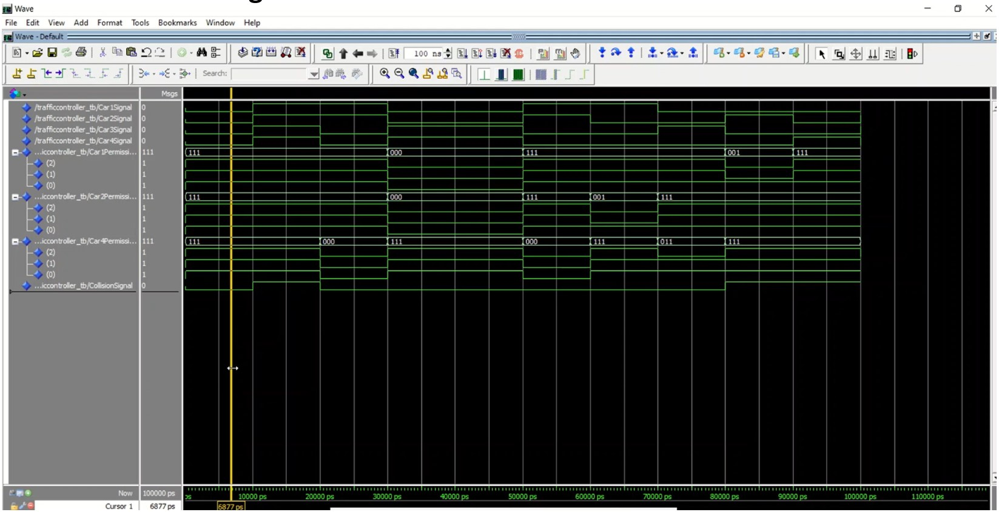 Wave
File Edit View Add Format Tools Bookmarks Window Help
Wave - Default
100 ns
Search:
Msgs
/trafficcontroller_tb/Car1Signal 0
/trafficcontroller_tb/Car2Signal 0
/trafficcontroller_tb/Car3Signal 0
/trafficcontroller_tb/Car4Signal 0
...iccontroller_tb/Car1Permissi... 111 111 000 111 001 111
(2) 1
(1) 1
(0) 1
...iccontroller_tb/Car2Permissi... 111 111 000 111 001 111
(2) 1
(1) 1
(0) 1
...iccontroller_tb/Car4Permissi... 111 111 000 111 000 111 011 111
(2) 1
(1) 1
(0) 1
...iccontroller_tb/CollisionSignal 0
Now 100000 ps ps 10000 ps 20000 ps 30000 ps 40000 ps 50000 ps 60000 ps 70000 ps 80000 ps 90000 ps 100000 ps 110000 ps
Cursor 1 6877 ps 6877 ps